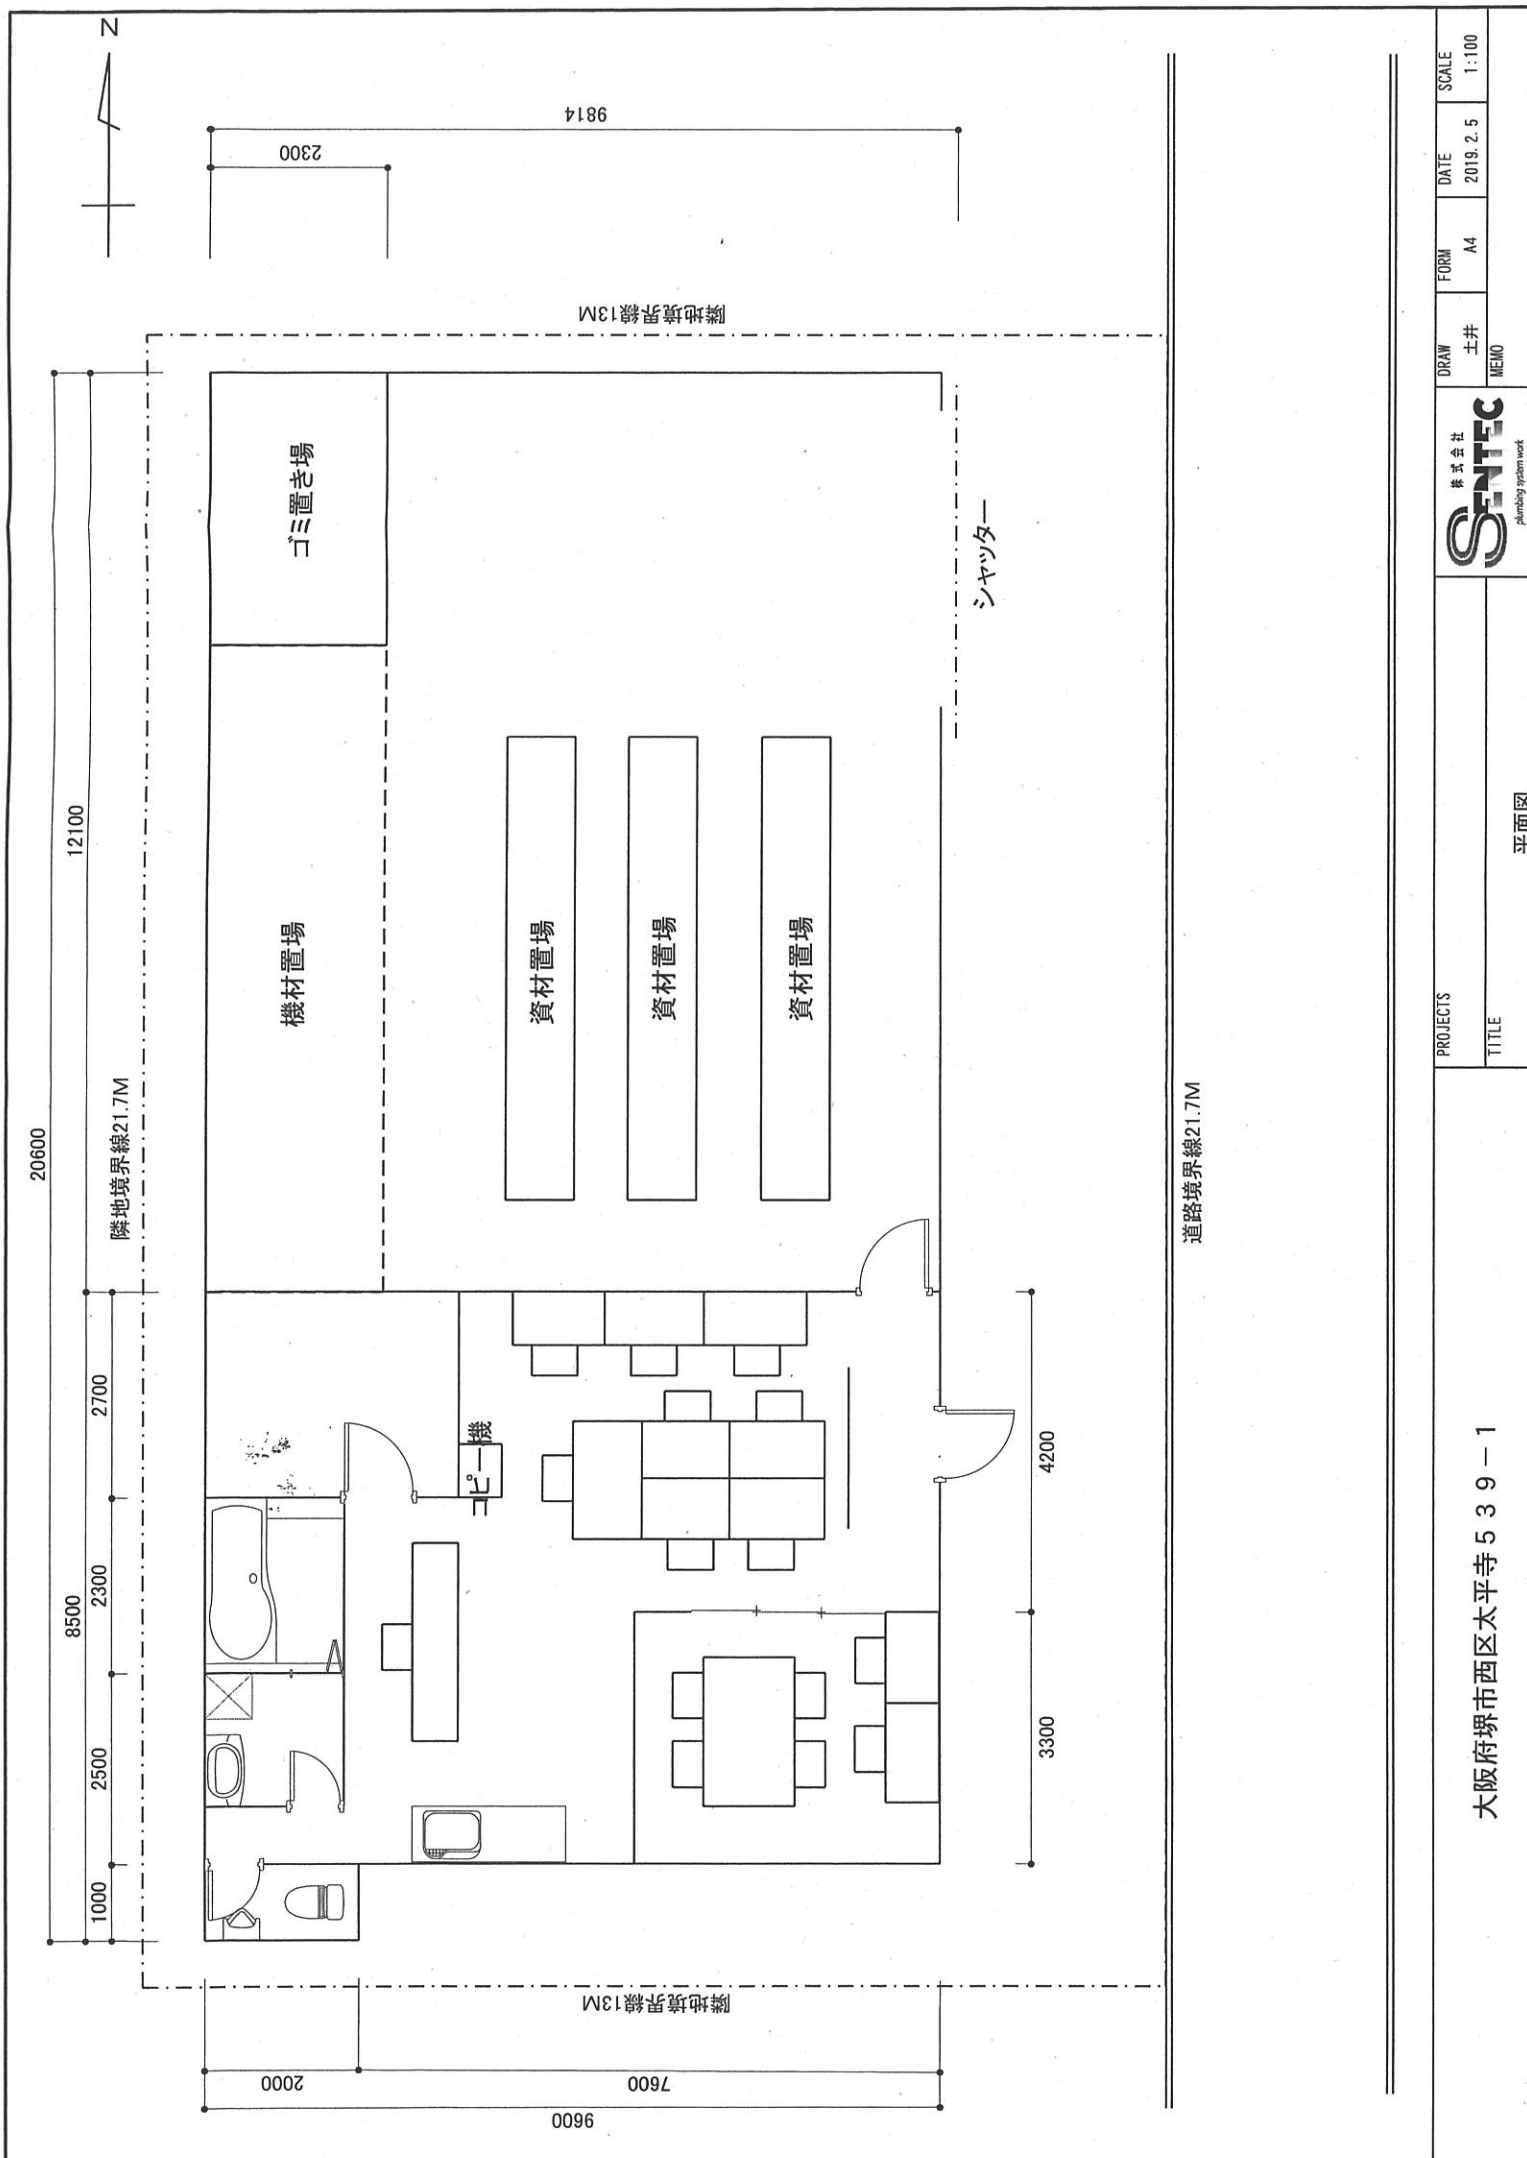 N
20600
12100
8500
2700
2300
2500
1000
隣地境界線21.7M
2300
9814
隣地境界線13M
ゴミ置き場
機材置場
資材置場
資材置場
資材置場
シャッター
コピー機
4200
3300
道路境界線21.7M
隣地境界線13M
2000
7600
9600
大阪府堺市西区太平寺539-1
PROJECTS
TITLE
平面図
株式会社
SENTEC
plumbing system work
DRAW
土井
FORM
A4
DATE
2019.2.5
SCALE
1:100
MEMO